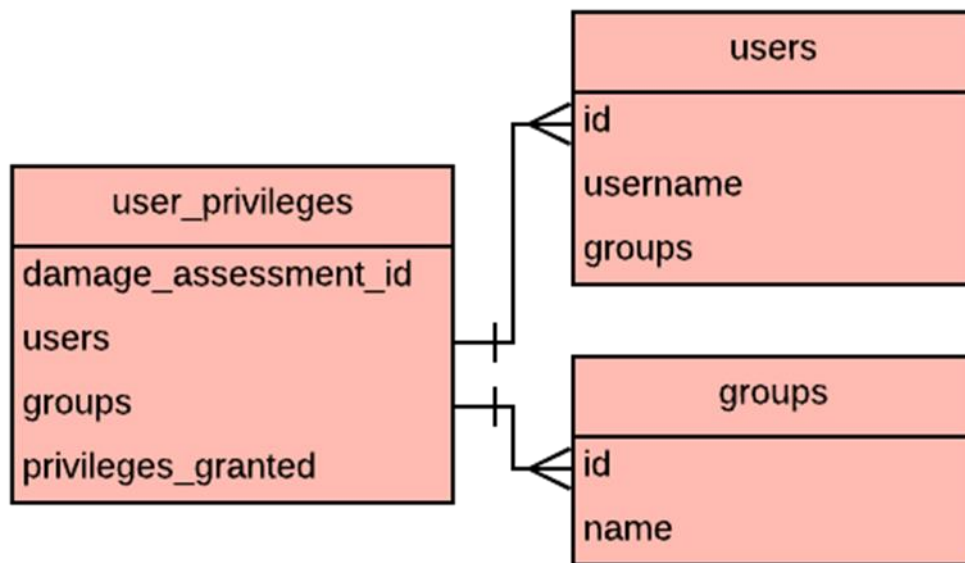 users
id
username
groups
user_privileges
damage_assessment_id
users
groups
privileges_granted
groups
id
name